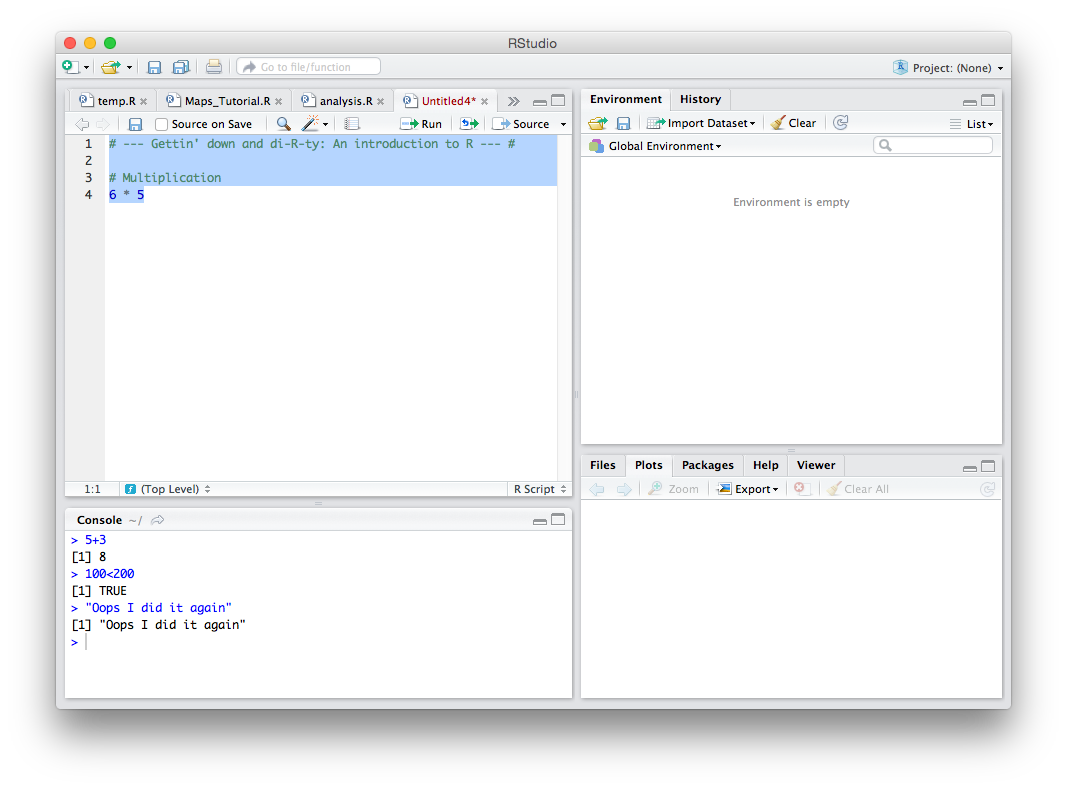 RStudio
Go to file/function
Project: (None)
temp.R
Maps_Tutorial.R
analysis.R
Untitled4*
Source on Save
Run
Source
1 # --- Gettin' down and di-R-ty: An introduction to R --- #
2
3 # Multiplication
4 6 * 5
1:1 (Top Level) R Script
Console ~/
> 5+3
[1] 8
> 100<200
[1] TRUE
> "Oops I did it again"
[1] "Oops I did it again"
>
Environment History
Import Dataset Clear List
Global Environment
Environment is empty
Files Plots Packages Help Viewer
Zoom Export Clear All